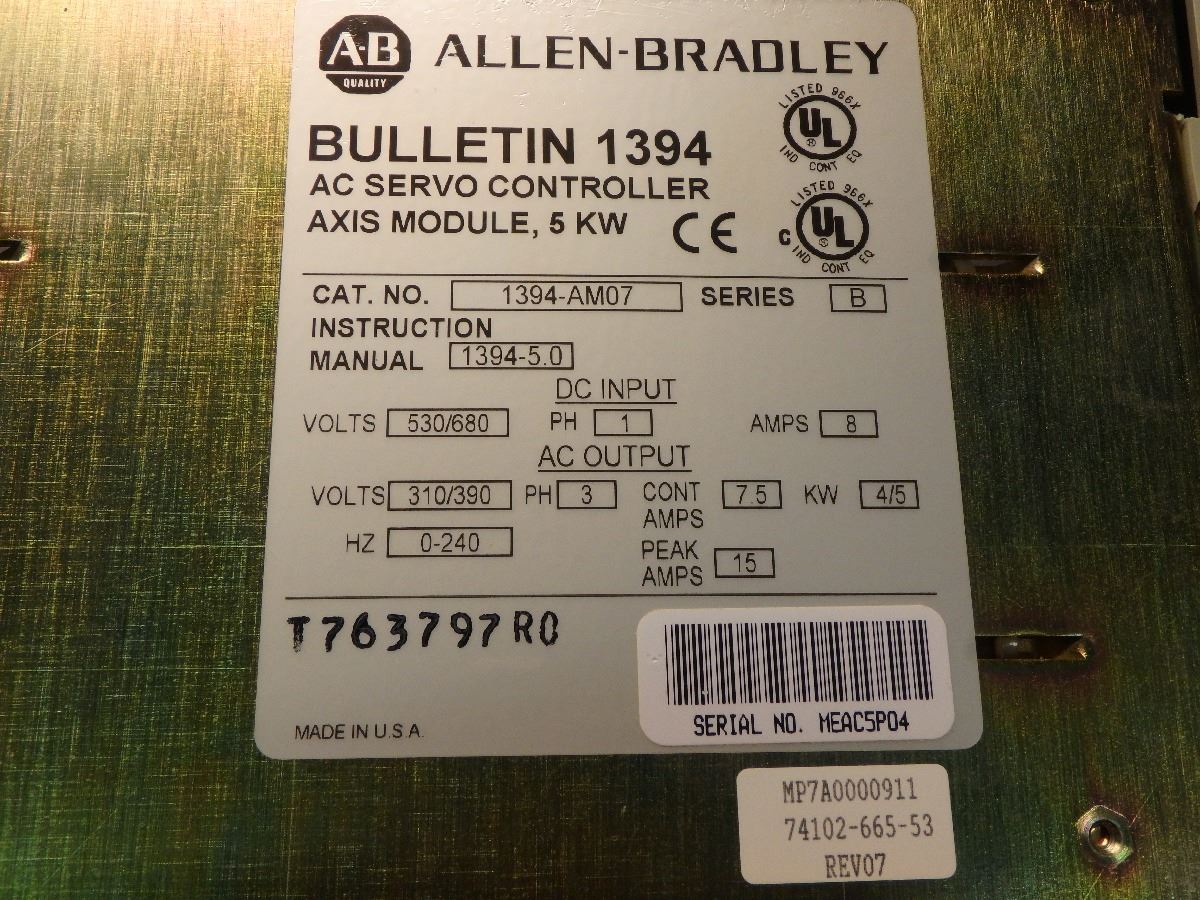 A-B
QUALITY
ALLEN-BRADLEY
BULLETIN 1394
AC SERVO CONTROLLER
AXIS MODULE, 5 KW
CE
LISTED 966X
UL
®
IND CONT EQ
LISTED 966X
C UL
®
IND CONT EQ
CAT. NO. 1394-AM07 SERIES B
INSTRUCTION
MANUAL 1394-5.0
DC INPUT
VOLTS 530/680 PH 1 AMPS 8
AC OUTPUT
VOLTS 310/390 PH 3 CONT AMPS 7.5 KW 4/5
HZ 0-240 PEAK AMPS 15
T763797R0
SERIAL NO. MEAC5P04
MADE IN U.S.A.
MP7A0000911
74102-665-53
REV07